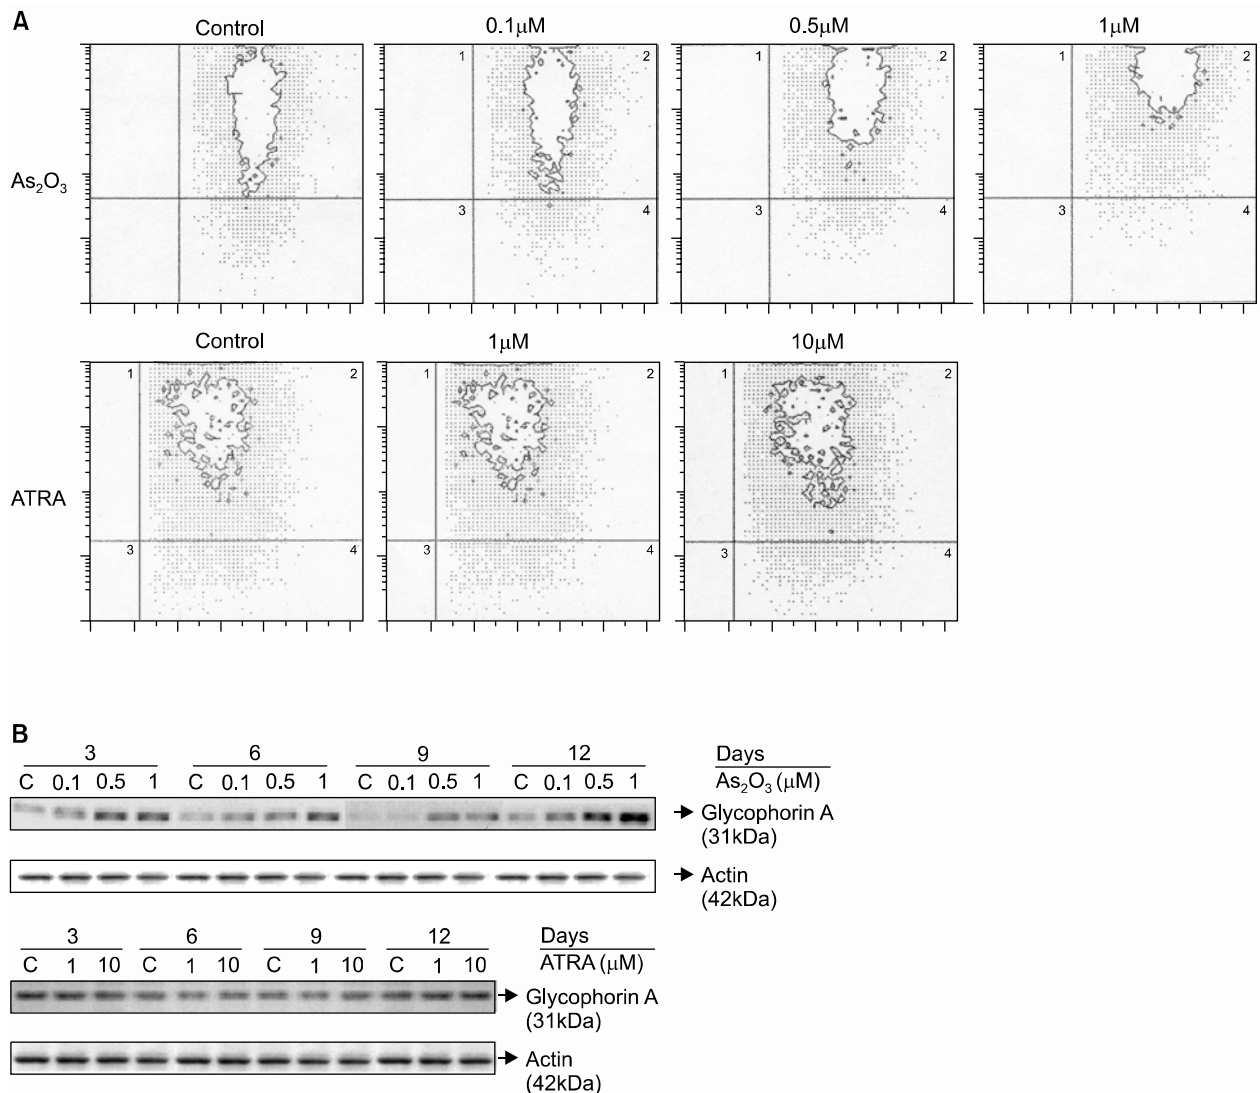 A
Control
0.1μM
0.5μM
1μM
As₂O₃
1
2
3
4
1
2
3
4
1
2
3
4
Control
1μM
10μM
ATRA
1
2
3
4
1
2
3
4
1
2
3
4
B
3 6 9 12 Days
C 0.1 0.5 1 C 0.1 0.5 1 C 0.1 0.5 1 C 0.1 0.5 1 As₂O₃ (μM)
Glycophorin A
(31kDa)
Actin
(42kDa)
3 6 9 12 Days
C 1 10 C 1 10 C 1 10 C 1 10 ATRA (μM)
Glycophorin A
(31kDa)
Actin
(42kDa)